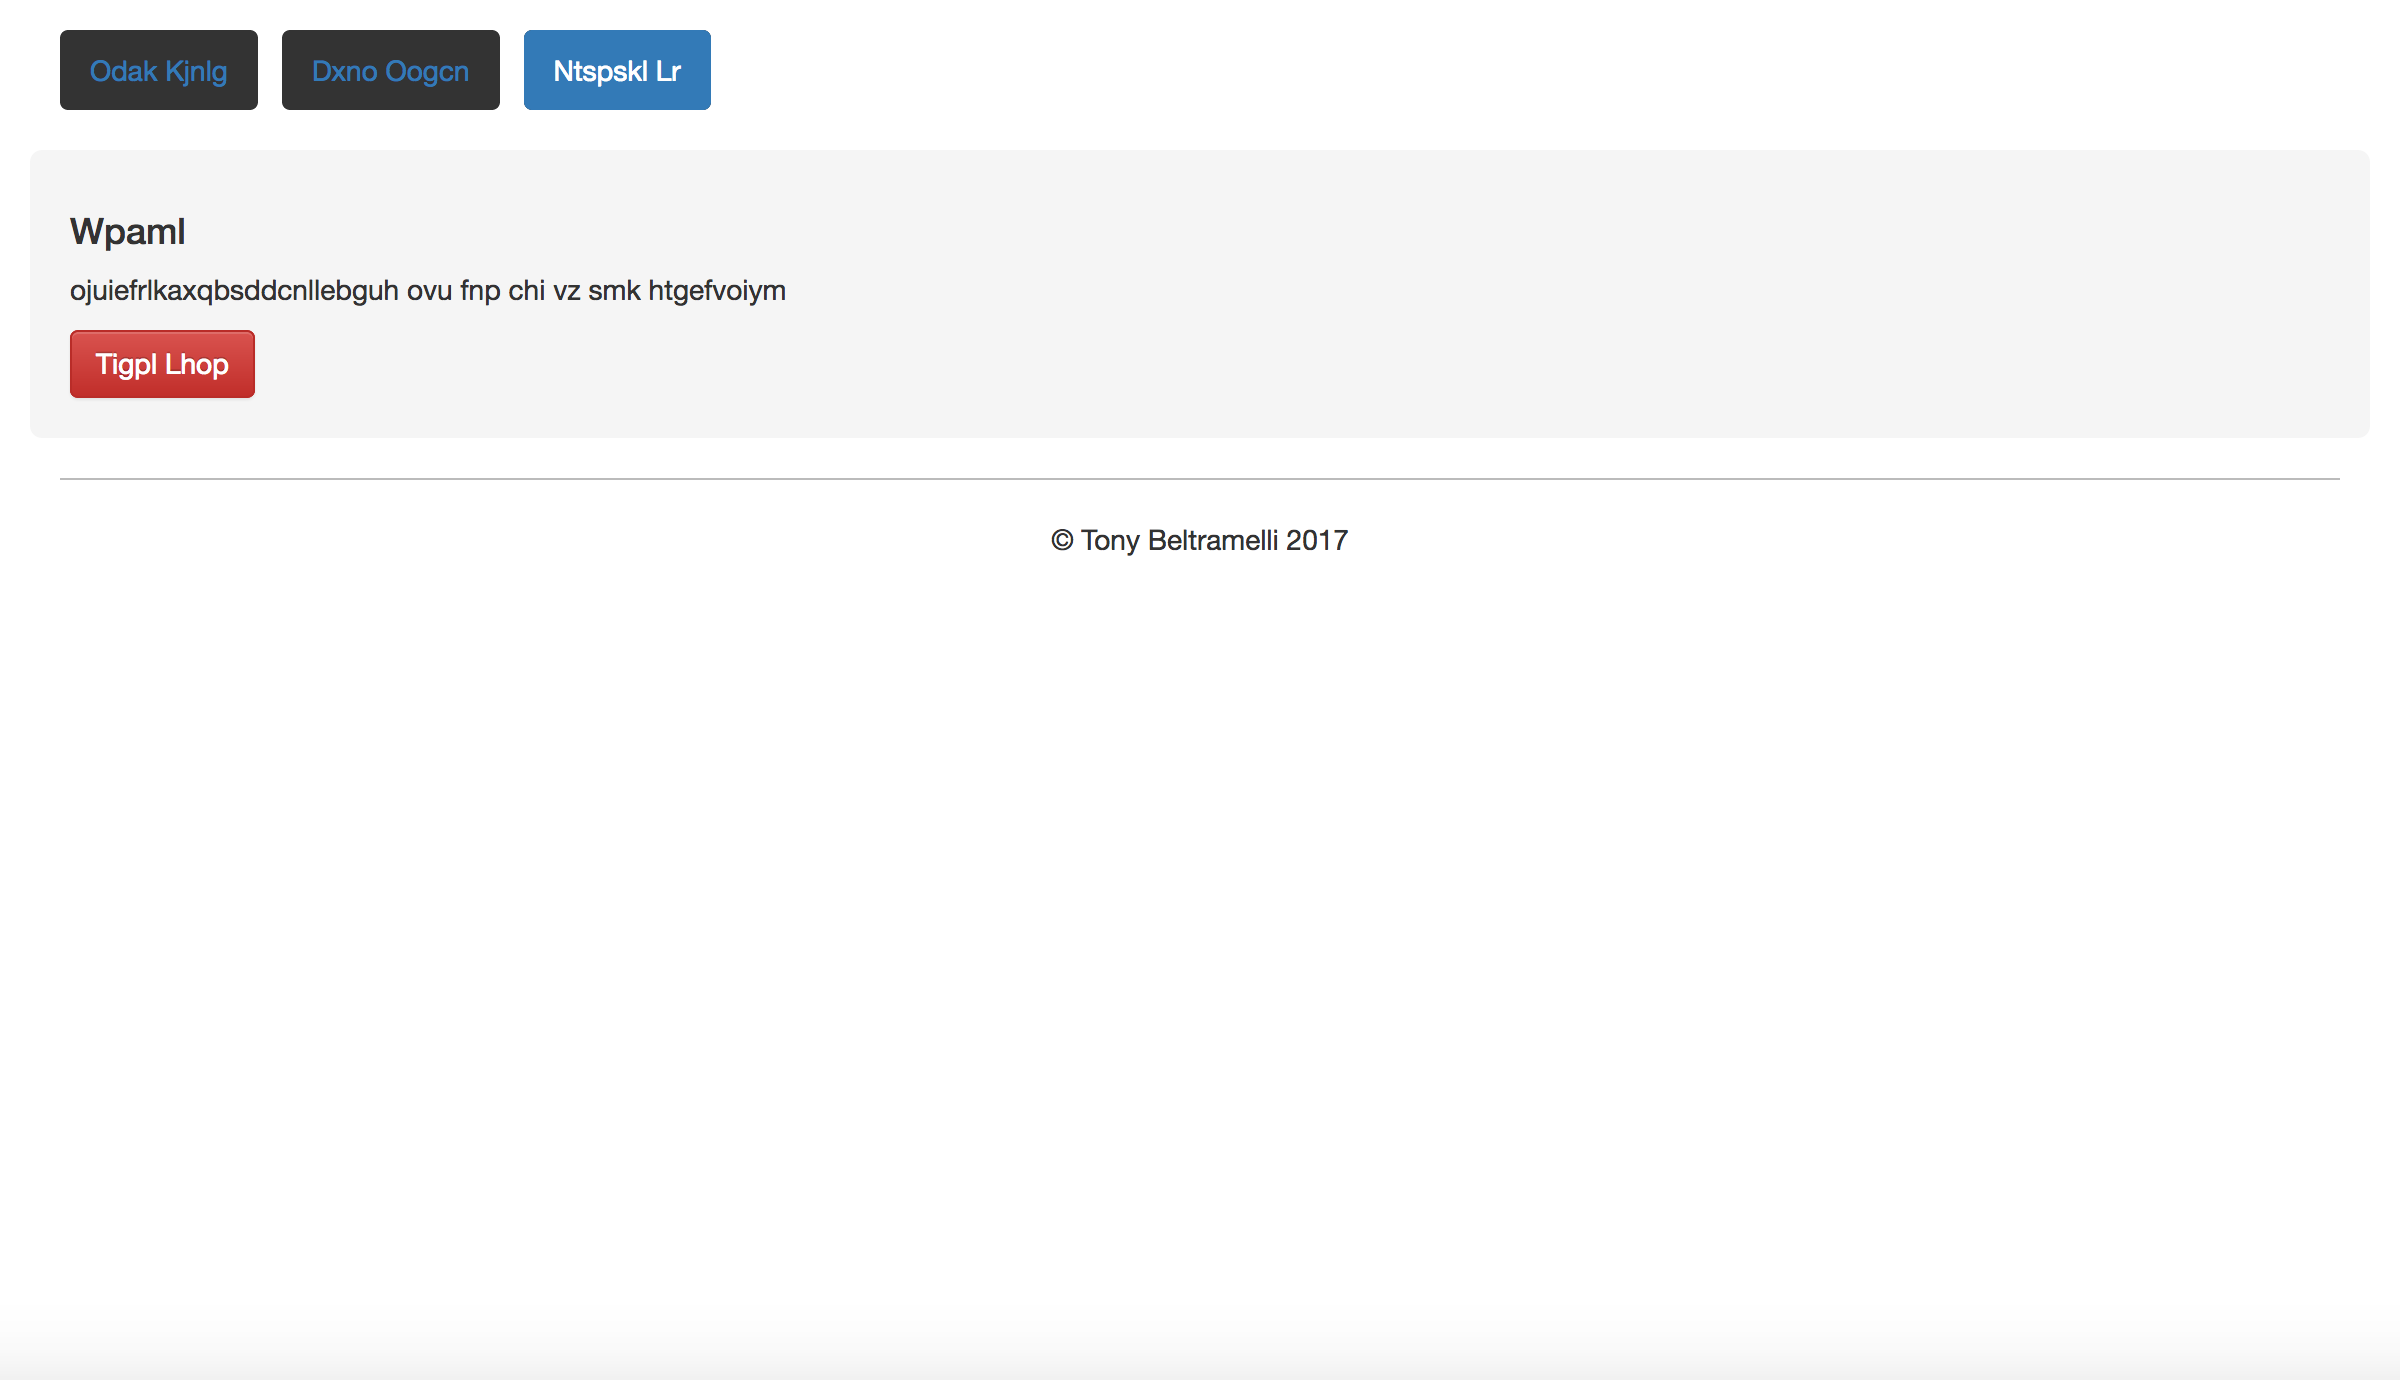 Odak Kjnlg Dxno Oogcn Ntspskl Lr
Wpaml
ojuiefrlkaxqbsddcnllebguh ovu fnp chi vz smk htgefvoiym
Tigpl Lhop
© Tony Beltramelli 2017